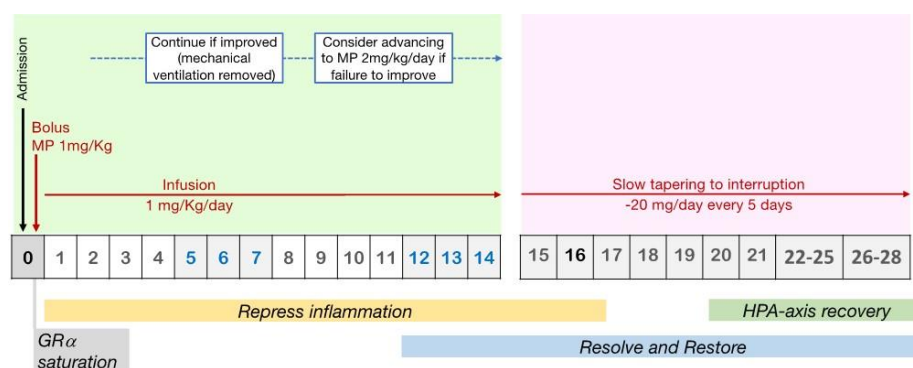 Admission
Continue if improved
(mechanical
ventilation removed)
Consider advancing
to MP 2mg/kg/day if
failure to improve
Bolus
MP 1mg/Kg
Infusion
1 mg/Kg/day
Slow tapering to interruption
-20 mg/day every 5 days
0 1 2 3 4 5 6 7 8 9 10 11 12 13 14 15 16 17 18 19 20 21 22-25 26-28
Repress inflammation
HPA-axis recovery
GRα
saturation
Resolve and Restore